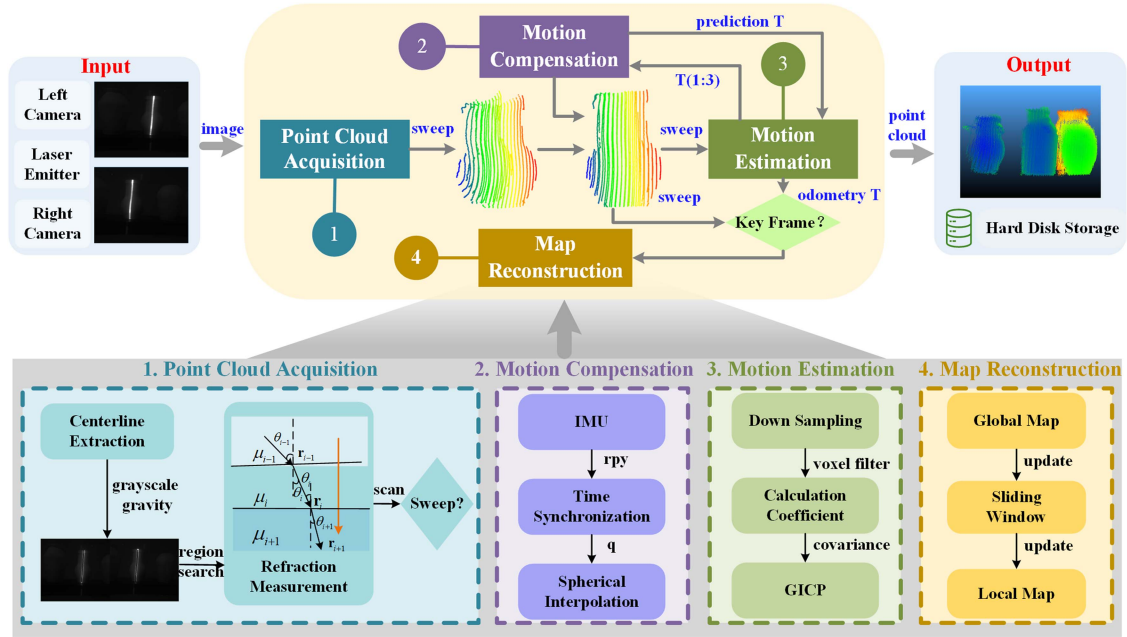 Input
Left
Camera
Laser
Emitter
Right
Camera
image
2
Motion
Compensation
prediction T
3
T(1:3)
Point Cloud
Acquisition
sweep
sweep
Motion
Estimation
sweep
odometry T
1
Key Frame?
4
Map
Reconstruction
point
cloud
Output
Hard Disk Storage
1. Point Cloud Acquisition
Centerline
Extraction
grayscale
gravity
region
search
θi-1
μi-1
ri-1
θi
θi
μi
ri
θi+1
μi+1
ri+1
Refraction
Measurement
scan
Sweep?
2. Motion Compensation
IMU
rpy
Time
Synchronization
q
Spherical
Interpolation
3. Motion Estimation
Down Sampling
voxel filter
Calculation
Coefficient
covariance
GICP
4. Map Reconstruction
Global Map
update
Sliding
Window
update
Local Map